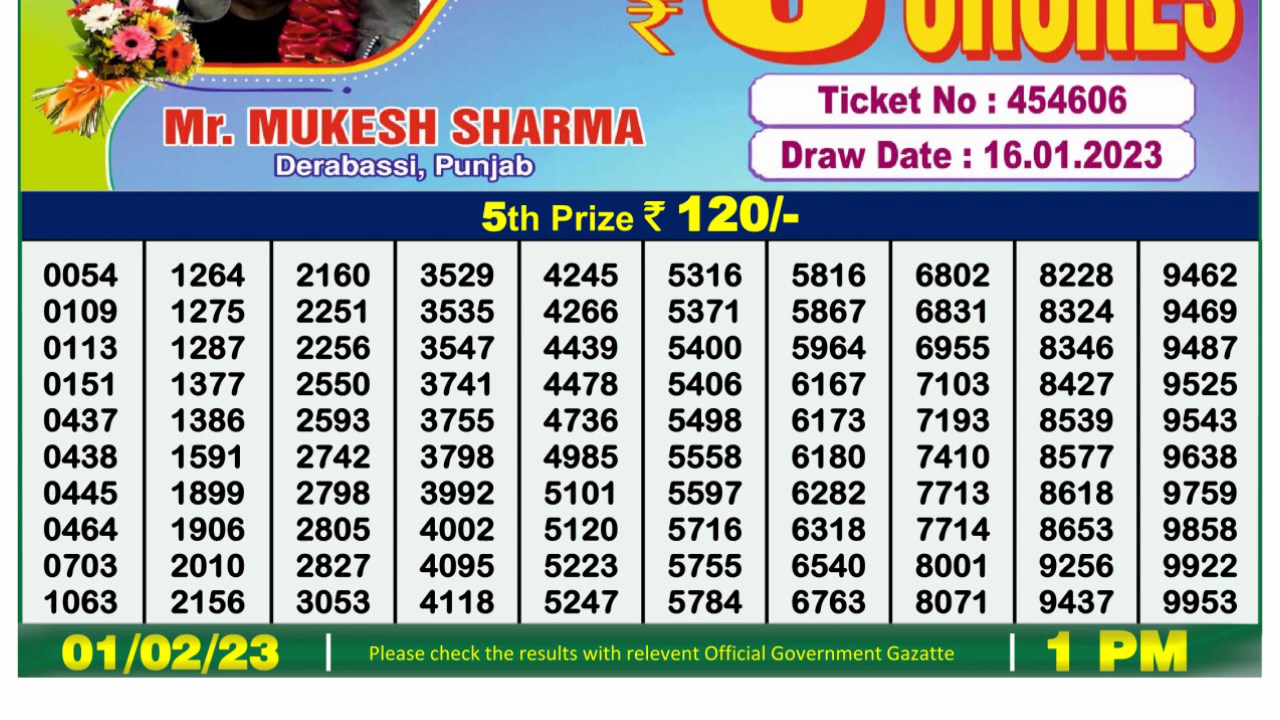 ₹
CRORES
Mr. MUKESH SHARMA
Derabassi, Punjab
Ticket No : 454606
Draw Date : 16.01.2023
5th Prize ₹ 120/-
0054 1264 2160 3529 4245 5316 5816 6802 8228 9462
0109 1275 2251 3535 4266 5371 5867 6831 8324 9469
0113 1287 2256 3547 4439 5400 5964 6955 8346 9487
0151 1377 2550 3741 4478 5406 6167 7103 8427 9525
0437 1386 2593 3755 4736 5498 6173 7193 8539 9543
0438 1591 2742 3798 4985 5558 6180 7410 8577 9638
0445 1899 2798 3992 5101 5597 6282 7713 8618 9759
0464 1906 2805 4002 5120 5716 6318 7714 8653 9858
0703 2010 2827 4095 5223 5755 6540 8001 9256 9922
1063 2156 3053 4118 5247 5784 6763 8071 9437 9953
01/02/23 | Please check the results with relevent Official Government Gazatte | 1 PM